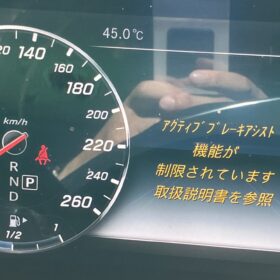 45.0℃
140
180
200
220
240
260
km/h
R
N
D
P
1/2
ｱｸﾃｨﾌﾞﾌﾞﾚｰｷｱｼｽﾄ
機能が
制限されています
取扱説明書を参照